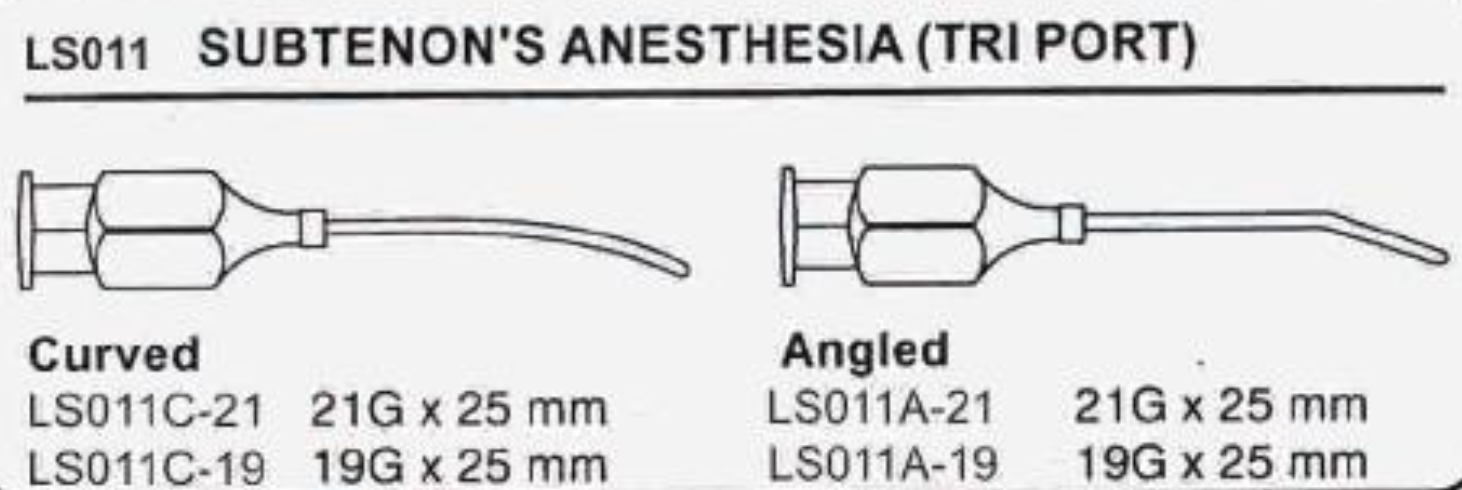 LS011 SUBTENON'S ANESTHESIA (TRI PORT)
Curved
LS011C-21 21G x 25 mm
LS011C-19 19G x 25 mm
Angled
LS011A-21 21G x 25 mm
LS011A-19 19G x 25 mm